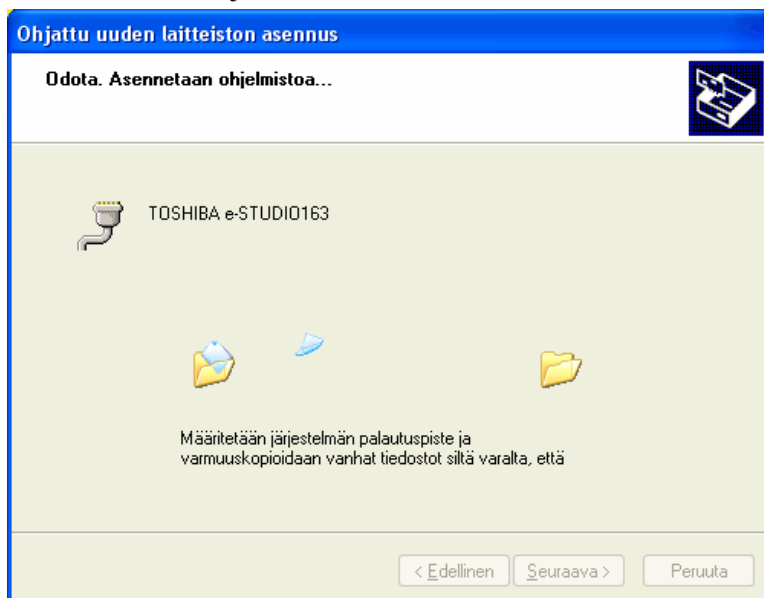 Ohjattu uuden laitteiston asennus
Odota. Asennetaan ohjelmistoa...
TOSHIBA e-STUDIO163
Määritetään järjestelmän palautuspiste ja
varmuuskopioidaan vanhat tiedostot siltä varalta, että
< Edellinen
Seuraava >
Peruuta